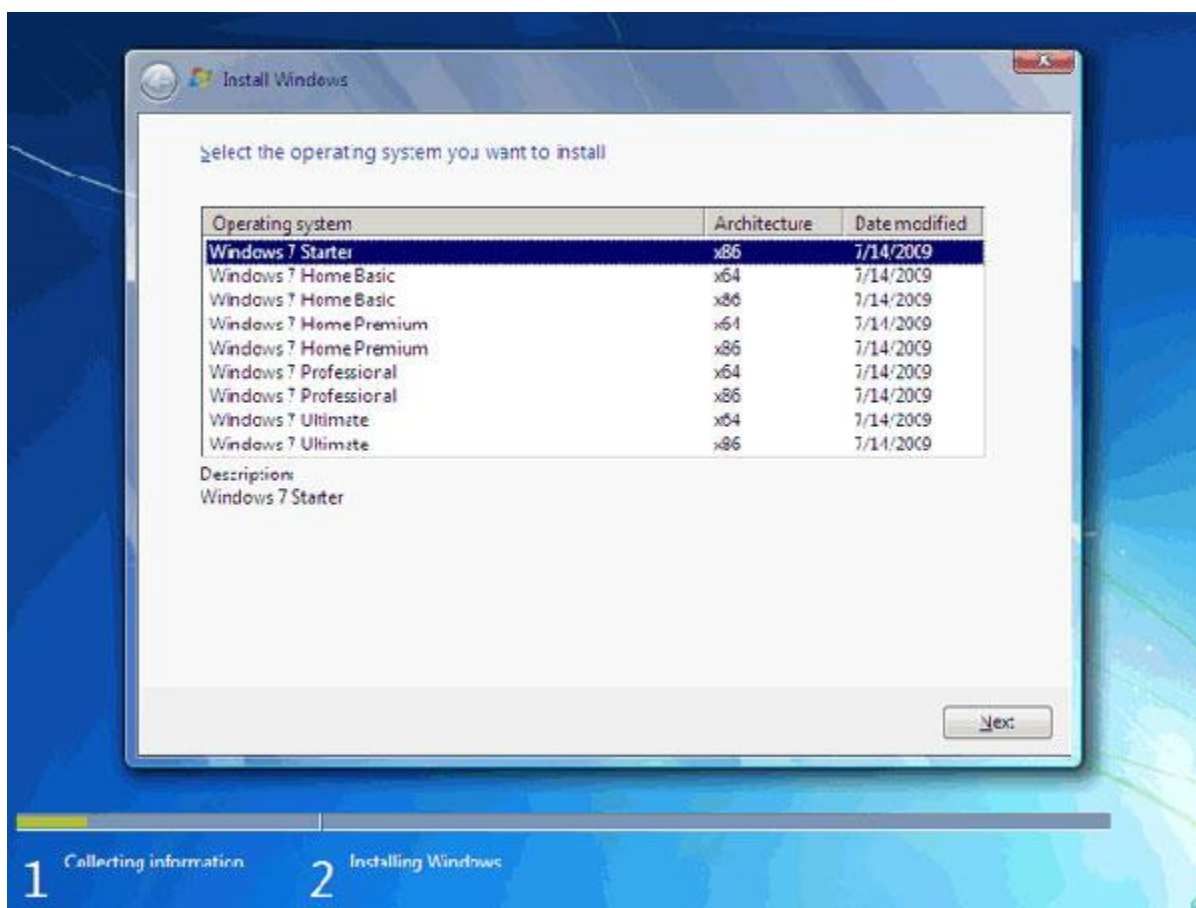 Install Windows
Select the operating system you want to install
Operating system Architecture Date modified
Windows 7 Starter x86 7/14/2009
Windows 7 Home Basic x64 7/14/2009
Windows 7 Home Basic x86 7/14/2009
Windows 7 Home Premium x64 7/14/2009
Windows 7 Home Premium x86 7/14/2009
Windows 7 Professional x64 7/14/2009
Windows 7 Professional x86 7/14/2009
Windows 7 Ultimate x64 7/14/2009
Windows 7 Ultimate x86 7/14/2009
Description:
Windows 7 Starter
Next
1 Collecting information 2 Installing Windows